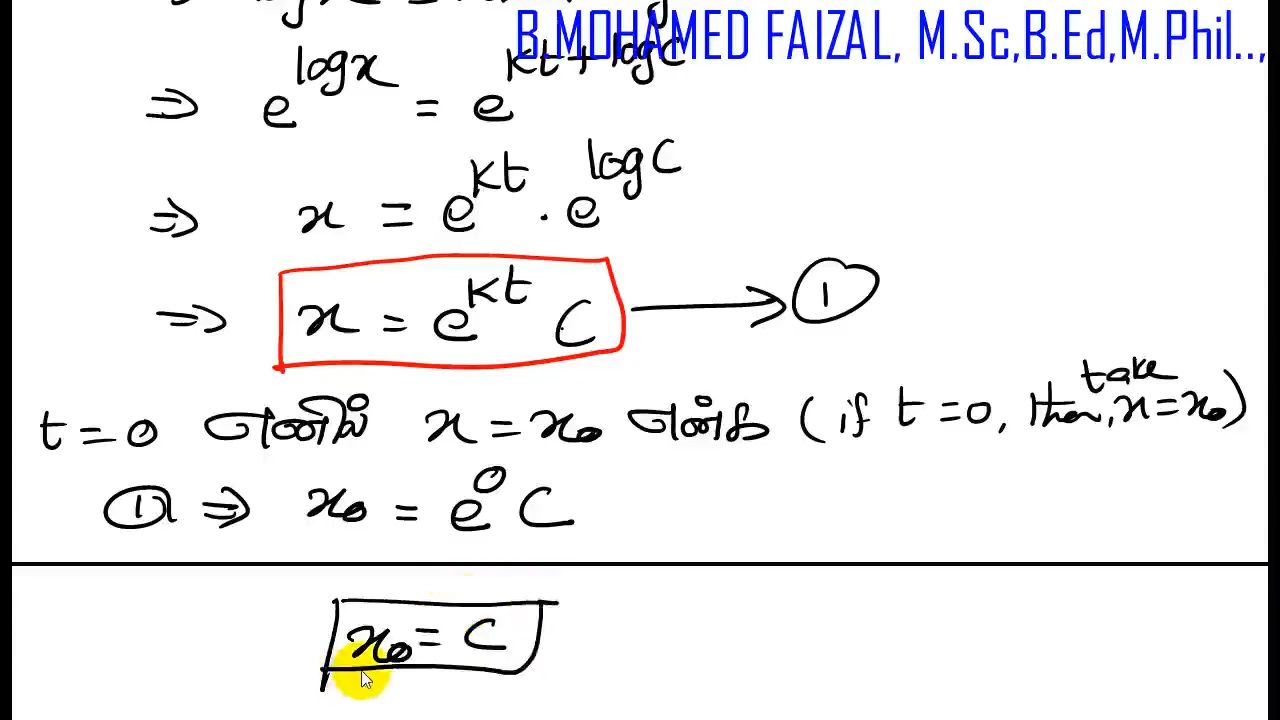 B.MOHAMED FAIZAL, M.Sc,B.Ed,M.Phil..,
⇒ e^{log x} = e^{kt + log C}
⇒ x = e^{kt} . e^{log C}
⇒ x = e^{kt} C ⟶ ①
t = 0 எனில் x = x₀ என்க (if t = 0, then, take x = x₀)
① ⇒ x₀ = e⁰ C
x₀ = C